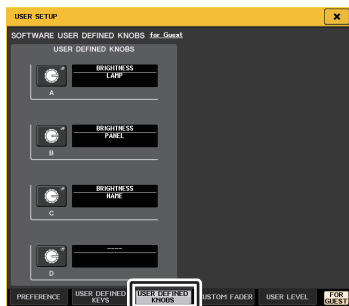 USER SETUP
SOFTWARE USER DEFINED KNOBS for Guest
USER DEFINED KNOBS
BRIGHTNESS
LAMP
A
BRIGHTNESS
PANEL
B
BRIGHTNESS
NAME
C
----
D
PREFERENCE
USER DEFINED
KEYS
USER DEFINED
KNOBS
USTOM FADER
USER LEVEL
FOR
GUEST